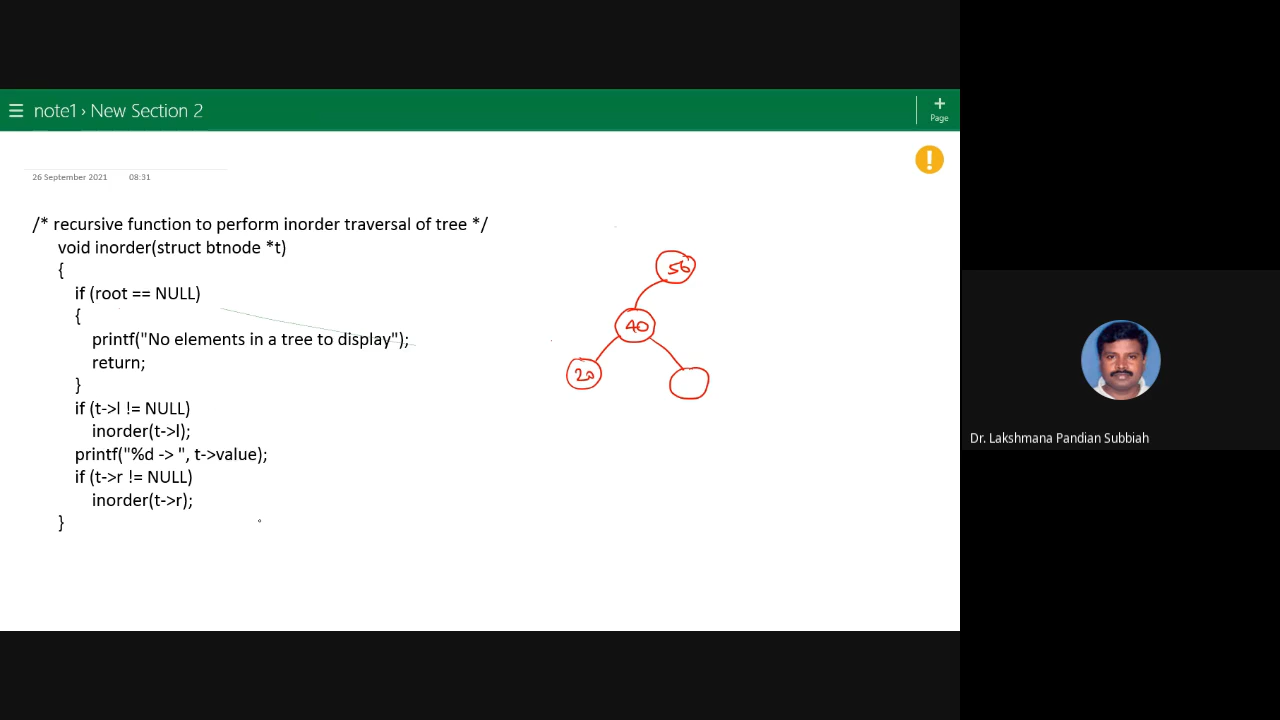 note1 › New Section 2
Page
26 September 2021 08:31
/* recursive function to perform inorder traversal of tree */
void inorder(struct btnode *t)
{
if (root == NULL)
{
printf("No elements in a tree to display");
return;
}
if (t->l != NULL)
inorder(t->l);
printf("%d -> ", t->value);
if (t->r != NULL)
inorder(t->r);
}
56
40
20
Dr. Lakshmana Pandian Subbiah